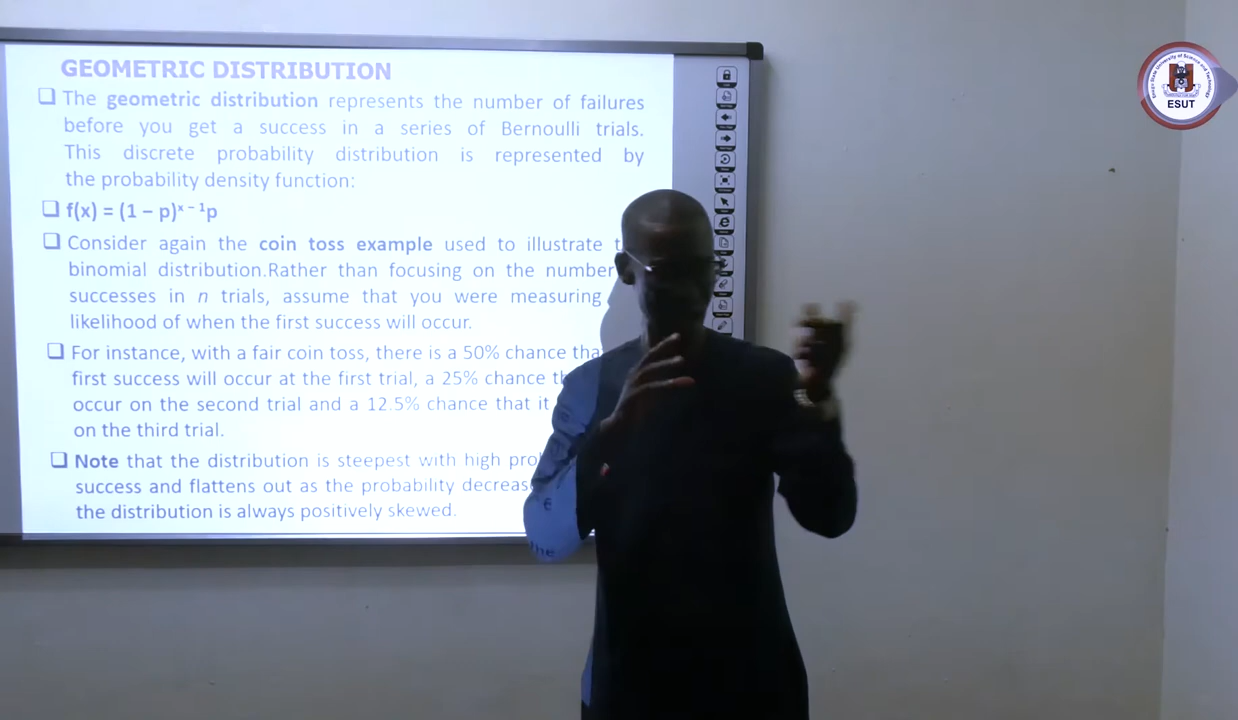 GEOMETRIC DISTRIBUTION
❑ The geometric distribution represents the number of failures
before you get a success in a series of Bernoulli trials.
This discrete probability distribution is represented by
the probability density function:
❑ f(x) = (1 − p)ˣ⁻¹p
❑ Consider again the coin toss example used to illustrate
binomial distribution.Rather than focusing on the number
successes in n trials, assume that you were measuring
likelihood of when the first success will occur.
❑ For instance, with a fair coin toss, there is a 50% chance
first success will occur at the first trial, a 25% chance
occur on the second trial and a 12.5% chance that it
on the third trial.
❑ Note that the distribution is steepest with high
success and flattens out as the probability
the distribution is always positively skewed.
ESUT